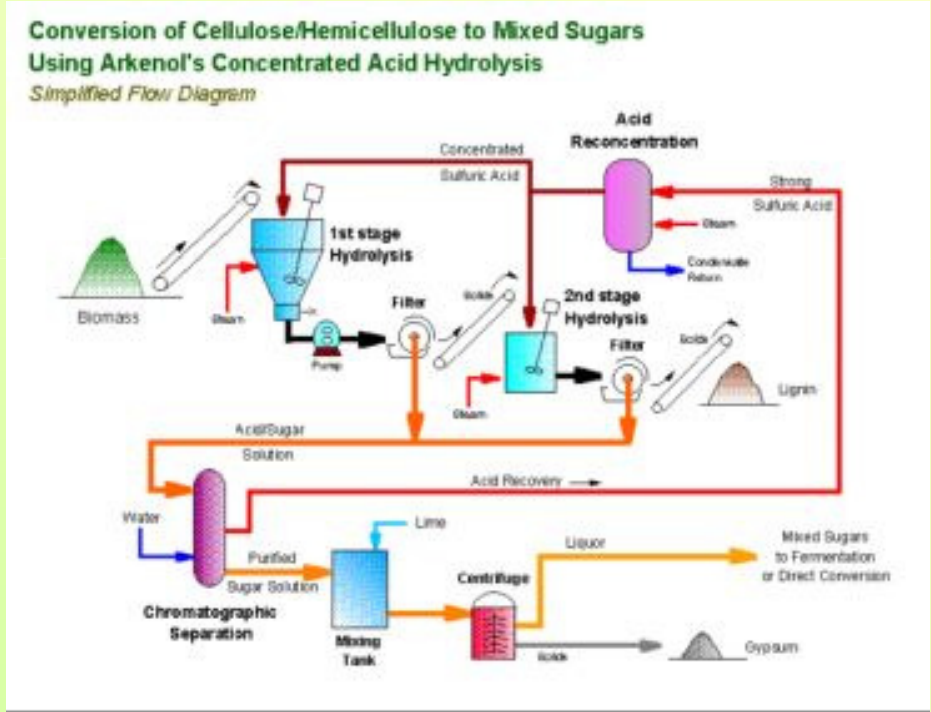 Conversion of Cellulose/Hemicellulose to Mixed Sugars
Using Arkenol's Concentrated Acid Hydrolysis
Simplified Flow Diagram
Acid
Reconcentration
Concentrated
Sulfuric Acid
Strong
Sulfuric Acid
Steam
Condensate
Return
1st stage
Hydrolysis
Biomass
Steam
Pump
Filter
Solids
2nd stage
Hydrolysis
Filter
Solids
Lignin
Steam
Acid/Sugar
Solution
Acid Recovery
Water
Purified
Sugar Solution
Chromatographic
Separation
Lime
Mixing
Tank
Centrifuge
Liquor
Solids
Mixed Sugars
to Fermentation
or Direct Conversion
Gypsum